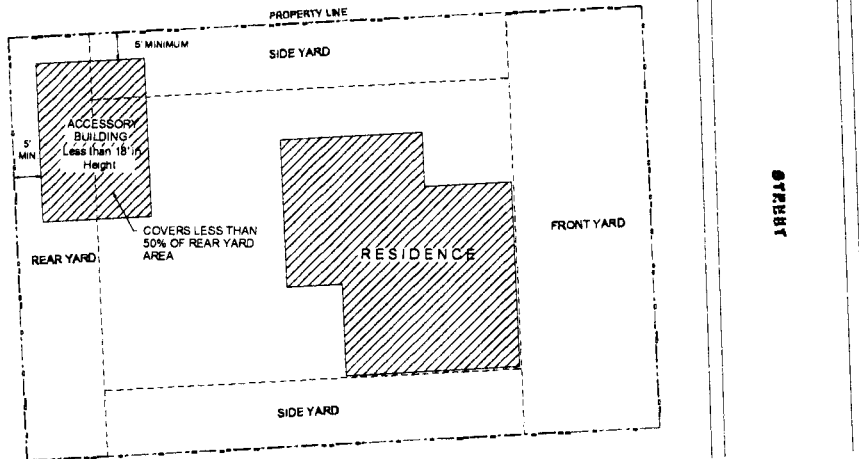 PROPERTY LINE
5' MINIMUM
SIDE YARD
ACCESSORY
BUILDING
Less than 18' in
Height
5'
MIN
COVERS LESS THAN
50% OF REAR YARD
AREA
REAR YARD
RESIDENCE
FRONT YARD
STREET
SIDE YARD